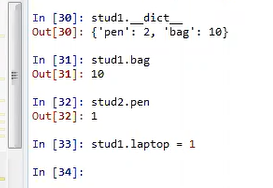 In [30]: stud1.__dict__
Out[30]: {'pen': 2, 'bag': 10}
In [31]: stud1.bag
Out[31]: 10
In [32]: stud2.pen
Out[32]: 1
In [33]: stud1.laptop = 1
In [34]: